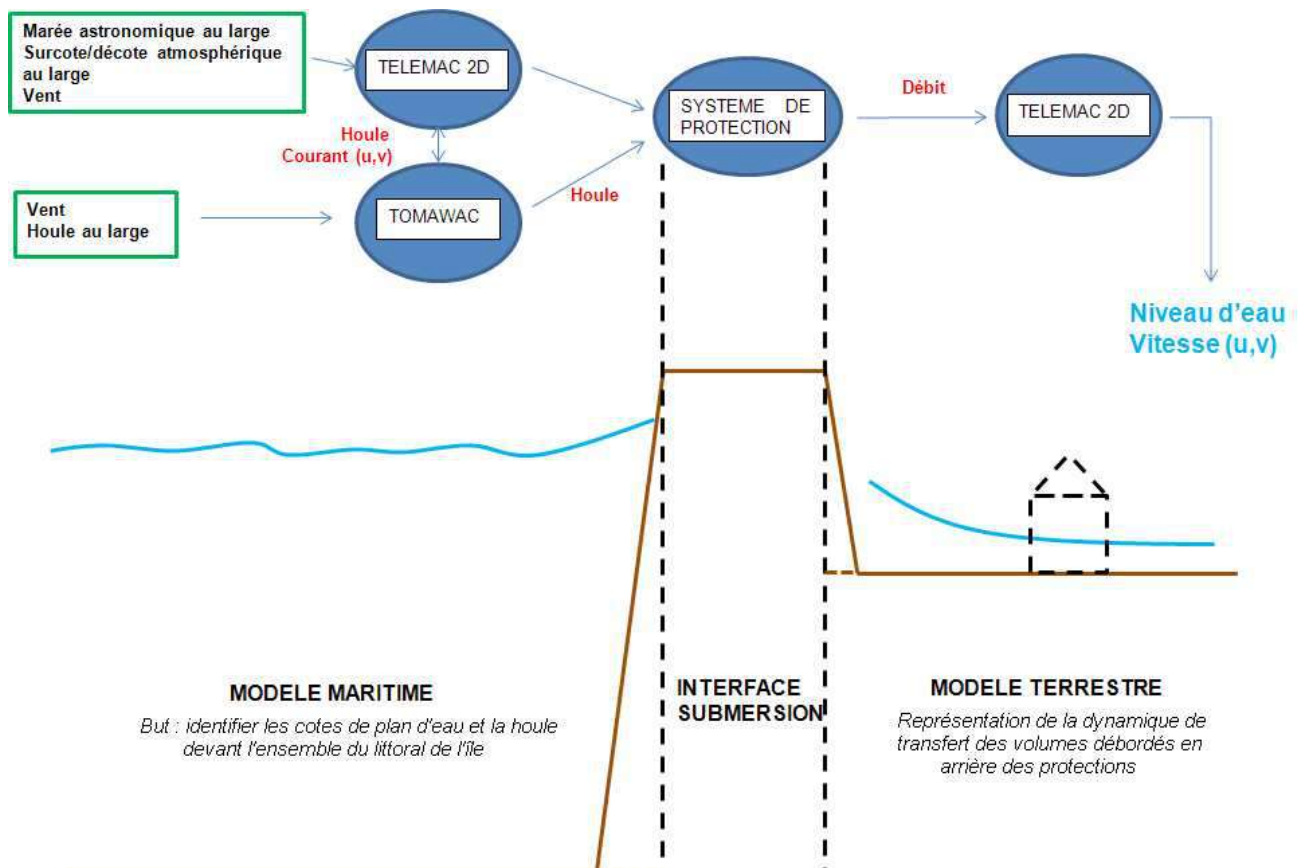 Marée astronomique au large
Surcote/décote atmosphérique
au large
Vent
TELEMAC 2D
Houle
Courant (u,v)
Vent
Houle au large
TOMAWAC
Houle
SYSTEME DE
PROTECTION
Débit
TELEMAC 2D
Niveau d'eau
Vitesse (u,v)
MODELE MARITIME
But : identifier les cotes de plan d'eau et la houle
devant l'ensemble du littoral de l'île
INTERFACE
SUBMERSION
MODELE TERRESTRE
Représentation de la dynamique de
transfert des volumes débordés en
arrière des protections